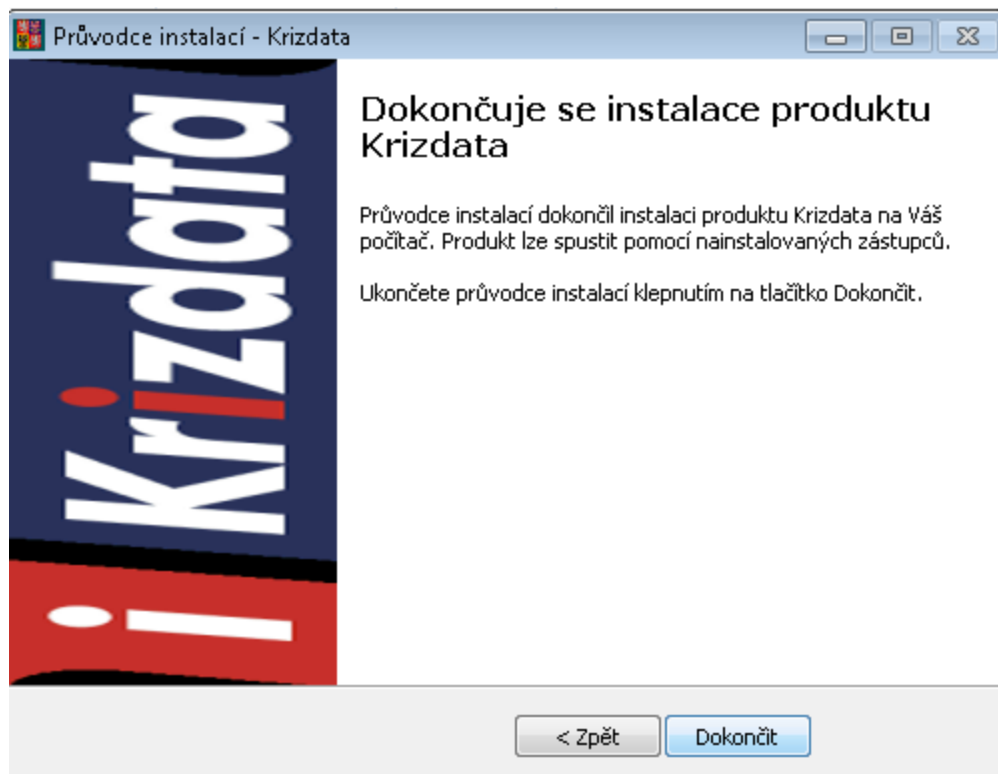 Průvodce instalací - Krizdata
Dokončuje se instalace produktu
Krizdata
Průvodce instalací dokončil instalaci produktu Krizdata na Váš
počítač. Produkt lze spustit pomocí nainstalovaných zástupců.
Ukončete průvodce instalací klepnutím na tlačítko Dokončit.
i Krizdata
< Zpět
Dokončit